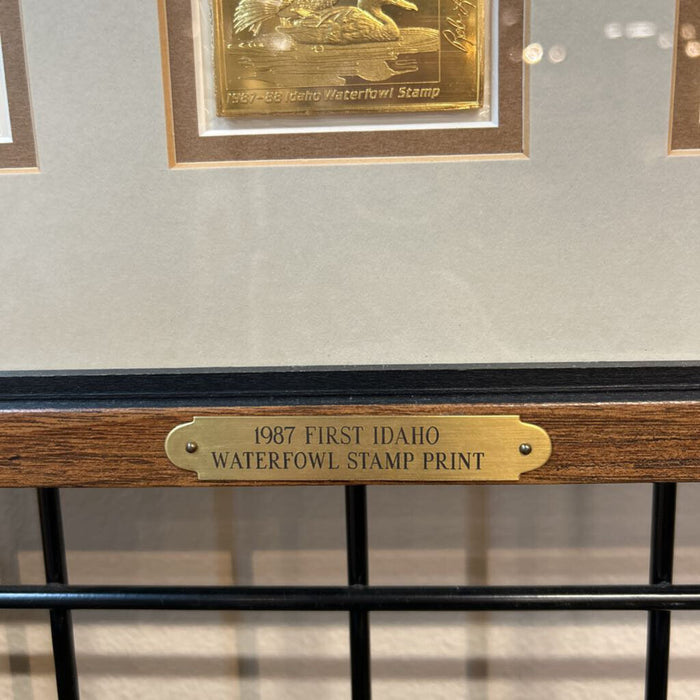 1987-88 Idaho Waterfowl Stamp
1987 FIRST IDAHO
WATERFOWL STAMP PRINT